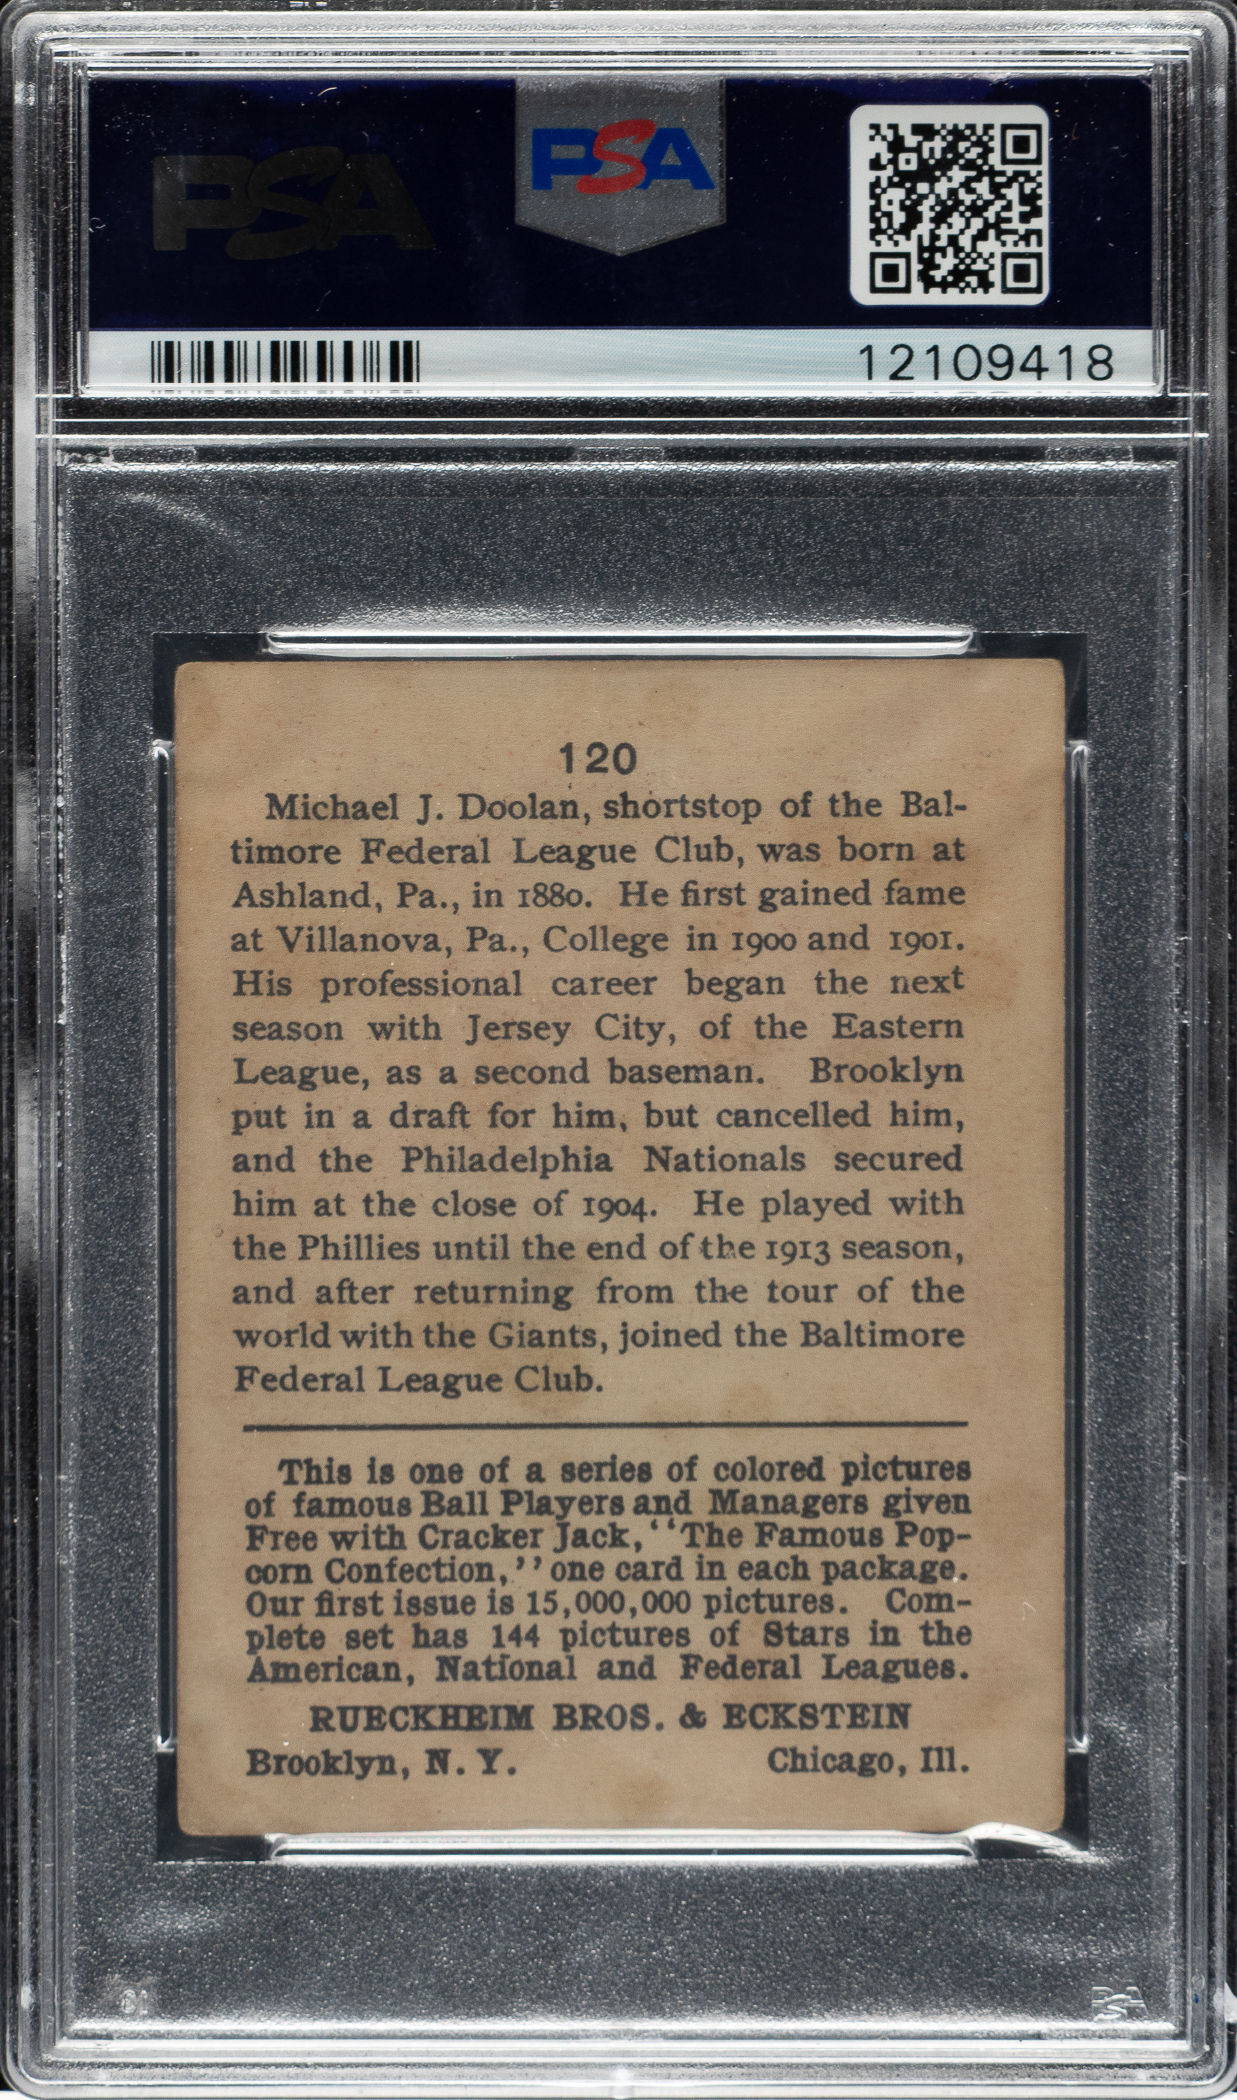 PSA
PSA
12109418
120
Michael J. Doolan, shortstop of the Bal-
timore Federal League Club, was born at
Ashland, Pa., in 1880. He first gained fame
at Villanova, Pa., College in 1900 and 1901.
His professional career began the next
season with Jersey City, of the Eastern
League, as a second baseman. Brooklyn
put in a draft for him, but cancelled him,
and the Philadelphia Nationals secured
him at the close of 1904. He played with
the Phillies until the end of the 1913 season,
and after returning from the tour of the
world with the Giants, joined the Baltimore
Federal League Club.
This is one of a series of colored pictures
of famous Ball Players and Managers given
Free with Cracker Jack, "The Famous Pop-
corn Confection," one card in each package.
Our first issue is 15,000,000 pictures. Com-
plete set has 144 pictures of Stars in the
American, National and Federal Leagues.
RUECKHEIM BROS. & ECKSTEIN
Brooklyn, N. Y. Chicago, Ill.
PSA